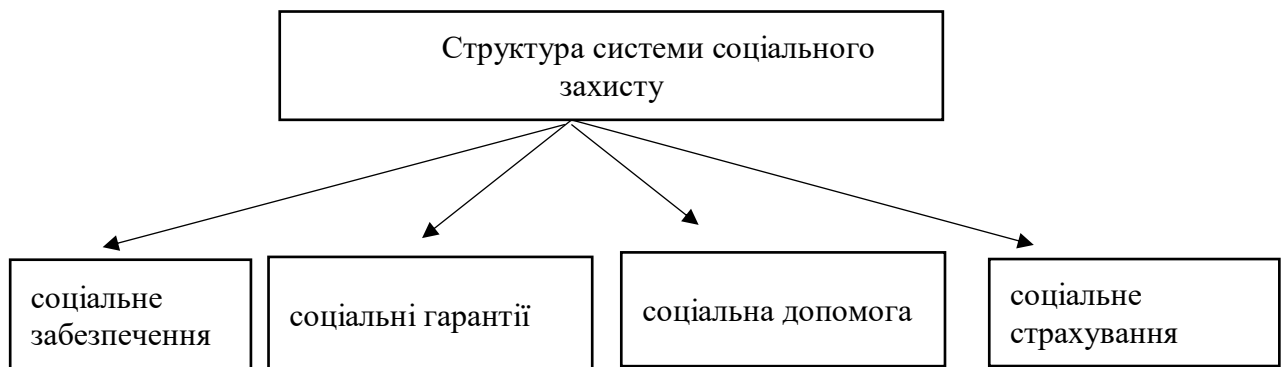 Структура системи соціального
захисту
соціальне
забезпечення
соціальні гарантії
соціальна допомога
соціальне
страхування